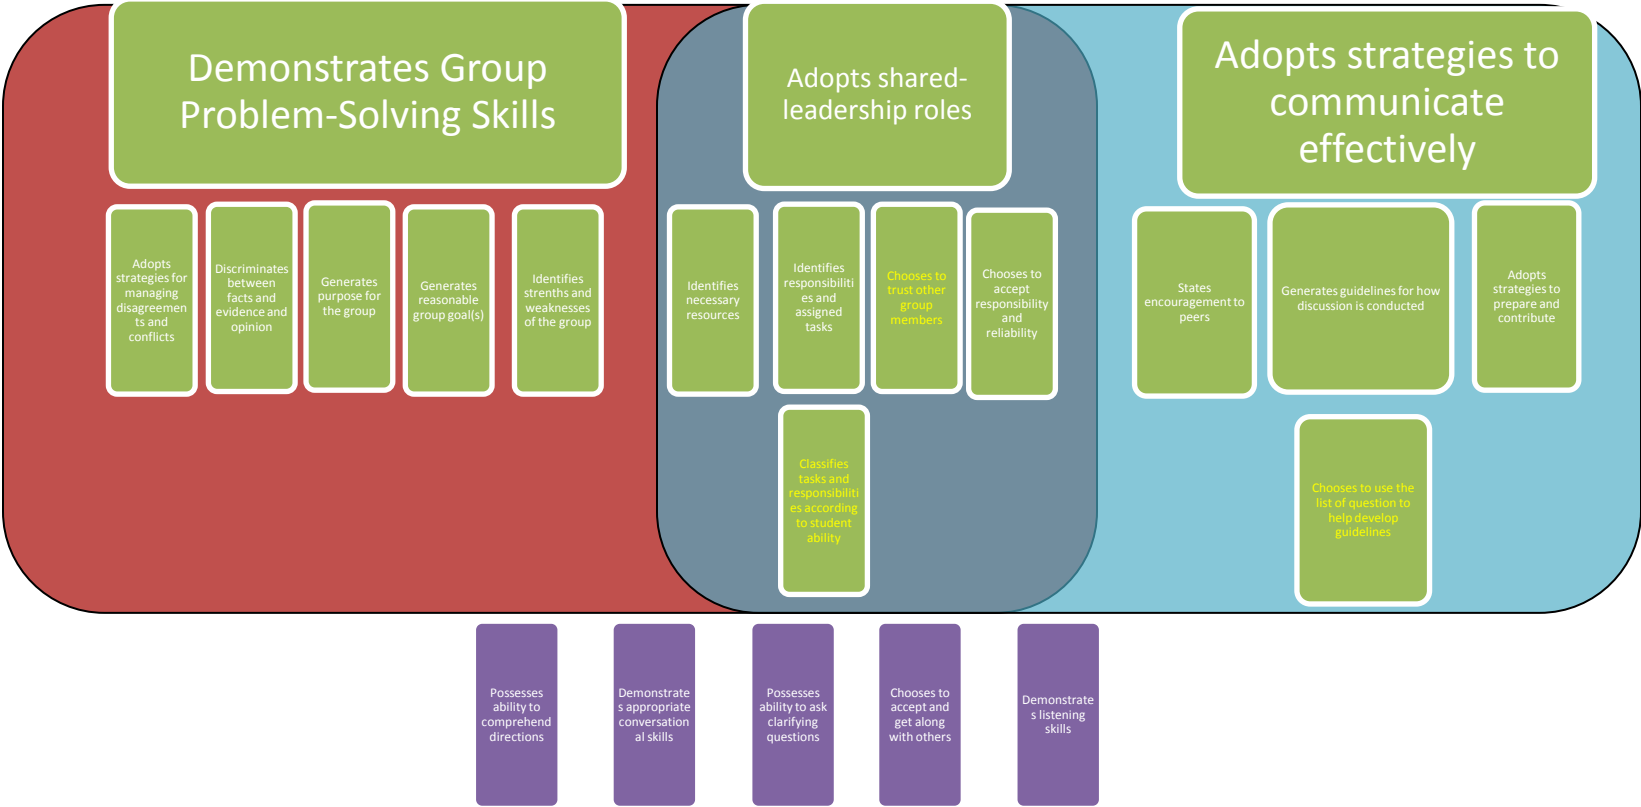 Demonstrates Group
Problem-Solving Skills
Adopts shared-
leadership roles
Adopts strategies to
communicate
effectively
Adopts
strategies for
managing
disagreemen
ts and
conflicts
Discriminates
between
facts and
evidence and
opinion
Generates
purpose for
the group
Generates
reasonable
group goal(s)
Identifies
strenths and
weaknesses
of the group
Identifies
necessary
resources
Identifies
responsibiliti
es and
assigned
tasks
Chooses to
trust other
group
members
Chooses to
accept
responsibility
and
reliability
States
encouragement to
peers
Generates guidelines for how
discussion is conducted
Adopts
strategies to
prepare and
contribute
Classifies
tasks and
responsibiliti
es according
to student
ability
Chooses to use the
list of question to
help develop
guidelines
Possesses
ability to
comprehend
directions
Demonstrate
s appropriate
conversation
al skills
Possesses
ability to ask
clarifying
questions
Chooses to
accept and
get along
with others
Demonstrate
s listening
skills